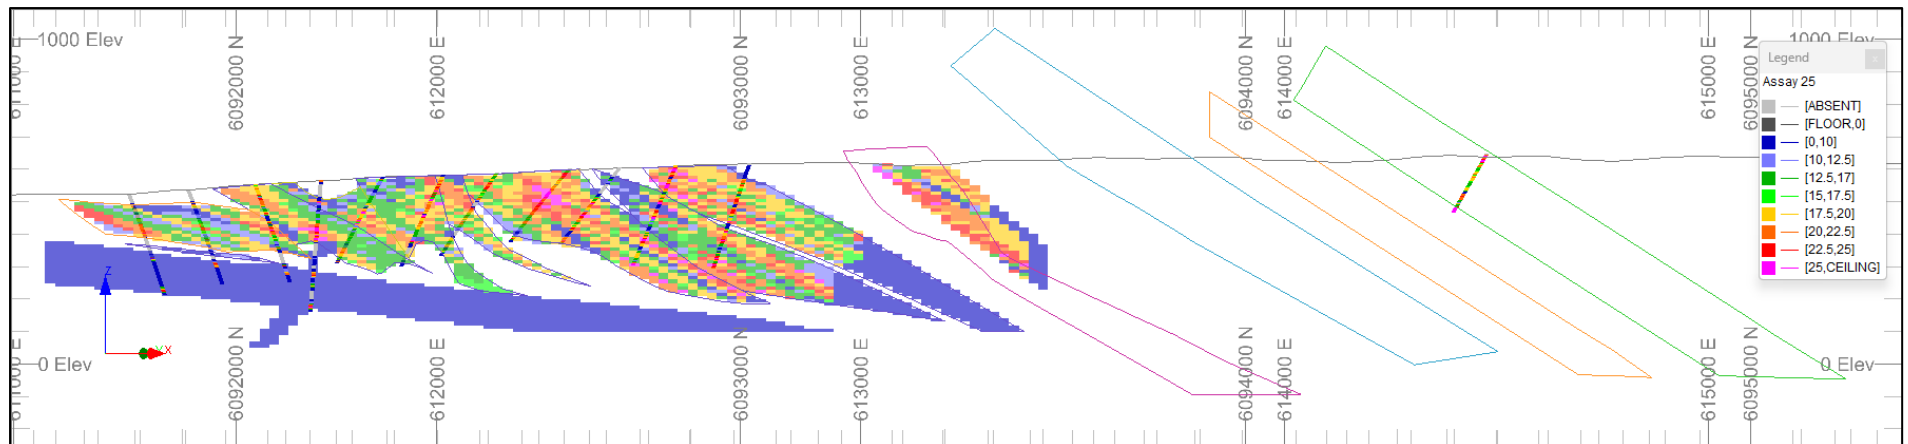 1000 Elev
611000 E
6092000 N
612000 E
6093000 N
613000 E
6094000 N
614000 E
615000 E
6095000 N
1000 Elev
Legend
x
Assay 25
[ABSENT]
[FLOOR,0]
[0,10]
[10,12.5]
[12.5,17]
[15,17.5]
[17.5,20]
[20,22.5]
[22.5,25]
[25,CEILING]
Z
X
0 Elev
611000 E
6092000 N
612000 E
6093000 N
613000 E
6094000 N
614000 E
615000 E
6095000 N
0 Elev